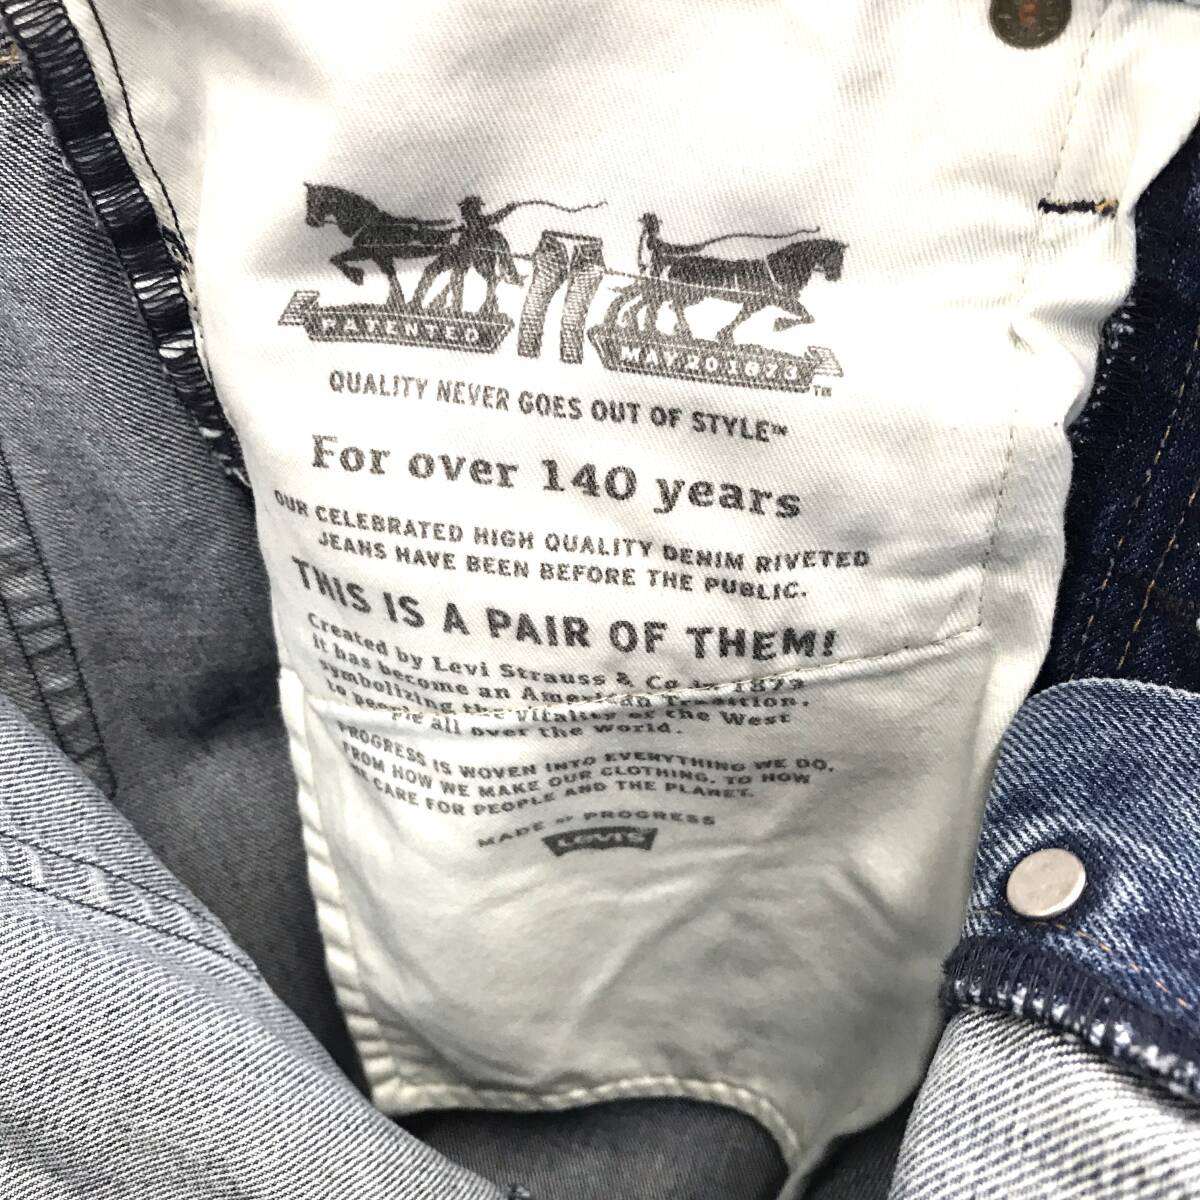 PATENTED
MAY 20 1873
TM
QUALITY NEVER GOES OUT OF STYLE™
For over 140 years
OUR CELEBRATED HIGH QUALITY DENIM RIVETED
JEANS HAVE BEEN BEFORE THE PUBLIC.
THIS IS A PAIR OF THEM!
Created by Levi Strauss & Co in 1873
it has become an American Tradition,
symbolizing the vitality of the West
to people all over the world.
PROGRESS IS WOVEN INTO EVERYTHING WE DO,
FROM HOW WE MAKE OUR CLOTHING, TO HOW
WE CARE FOR PEOPLE AND THE PLANET.
MADE OF PROGRESS
LEVI'S